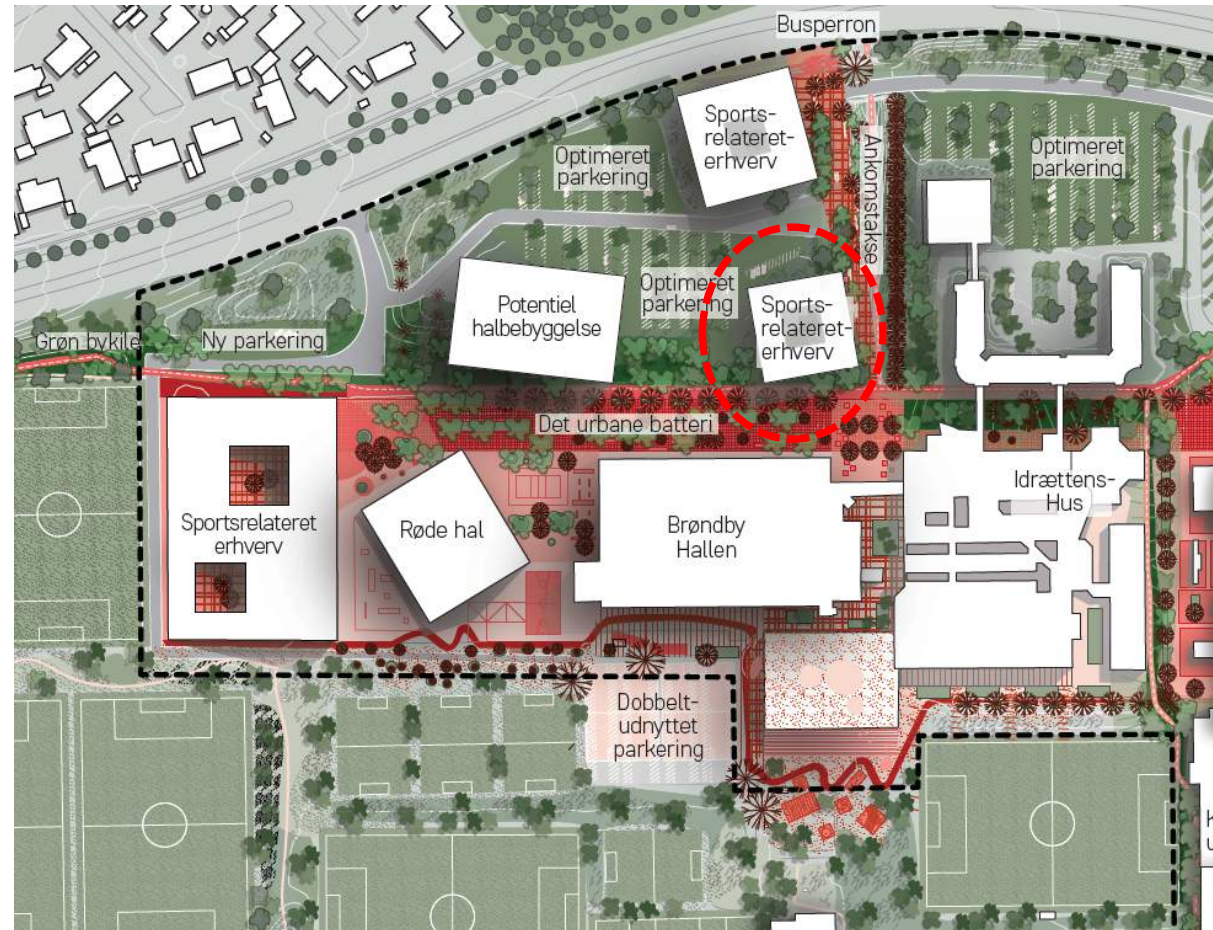 Busperron
Sports-
relateret-
erhverv
Optimeret
parkering
Ankomstakse
Optimeret
parkering
Optimeret
parkering
Potentiel
halbebyggelse
Sports-
relateret-
erhverv
Grøn bykile
Ny parkering
Det urbane batteri
Sportsrelateret
erhverv
Røde hal
Brøndby
Hallen
Idrættens-
Hus
Dobbelt-
udnyttet
parkering
K
u